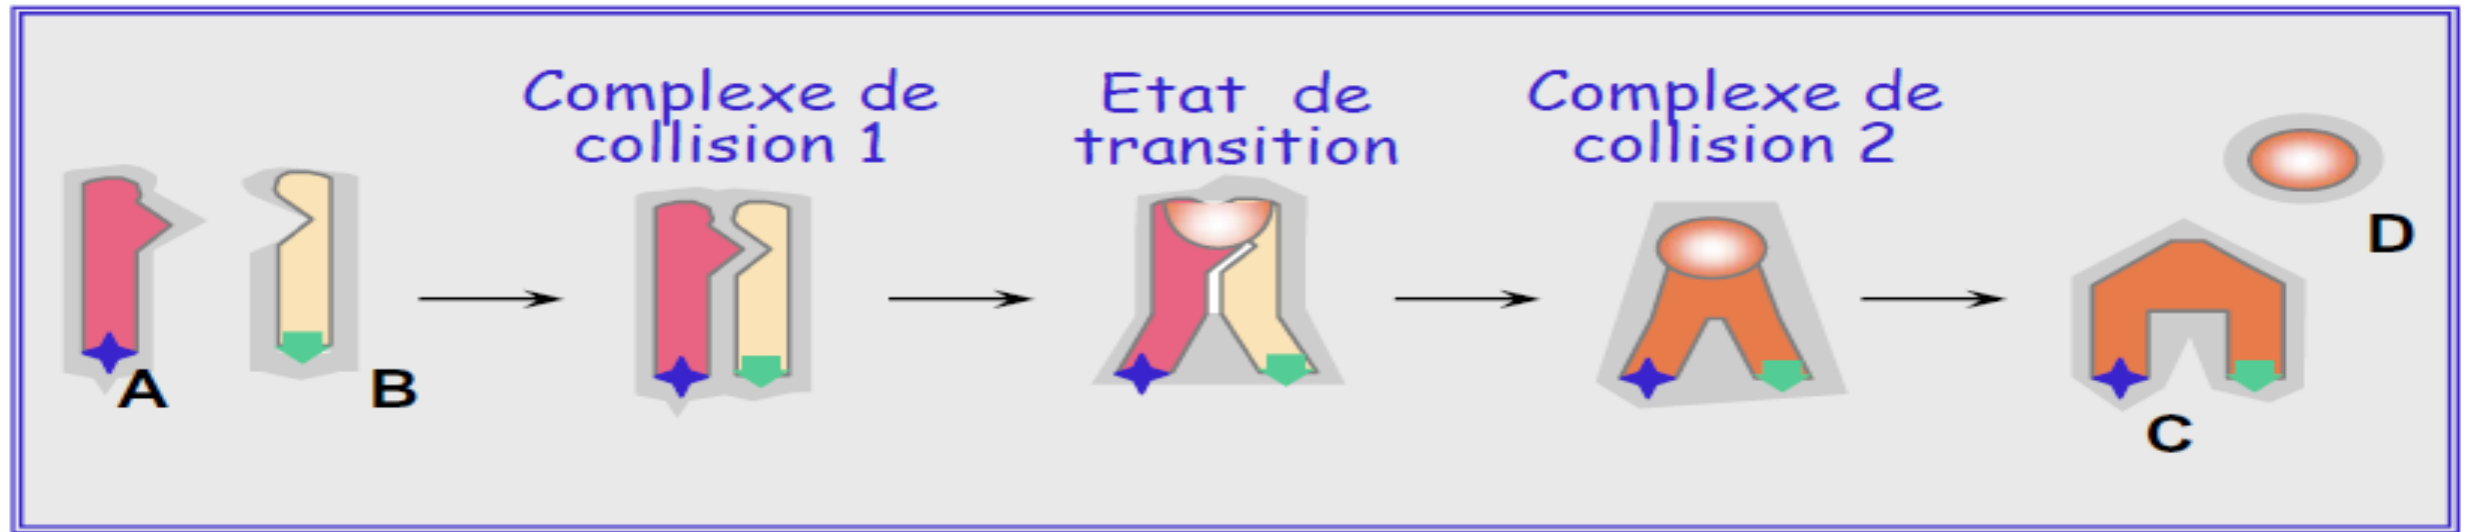 Complexe de
collision 1
Etat de
transition
Complexe de
collision 2
A
B
C
D